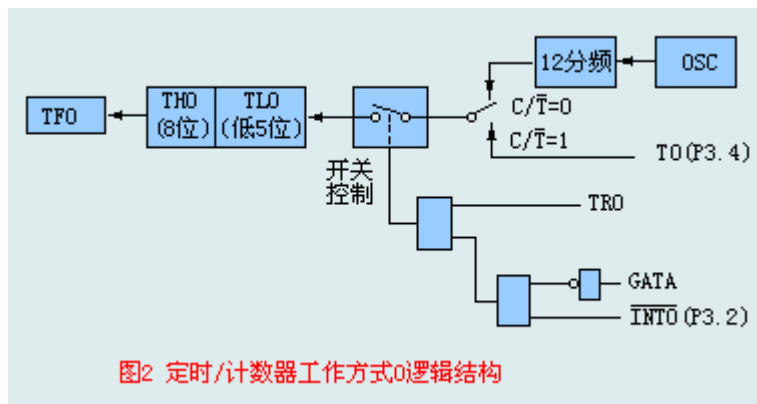 12分频
OSC
TF0
TH0
(8位)
TL0
(低5位)
C/T̅=0
C/T̅=1
T0(P3.4)
开关
控制
TR0
GATA
I̅N̅T̅0̅(P3.2)
图2 定时/计数器工作方式0逻辑结构